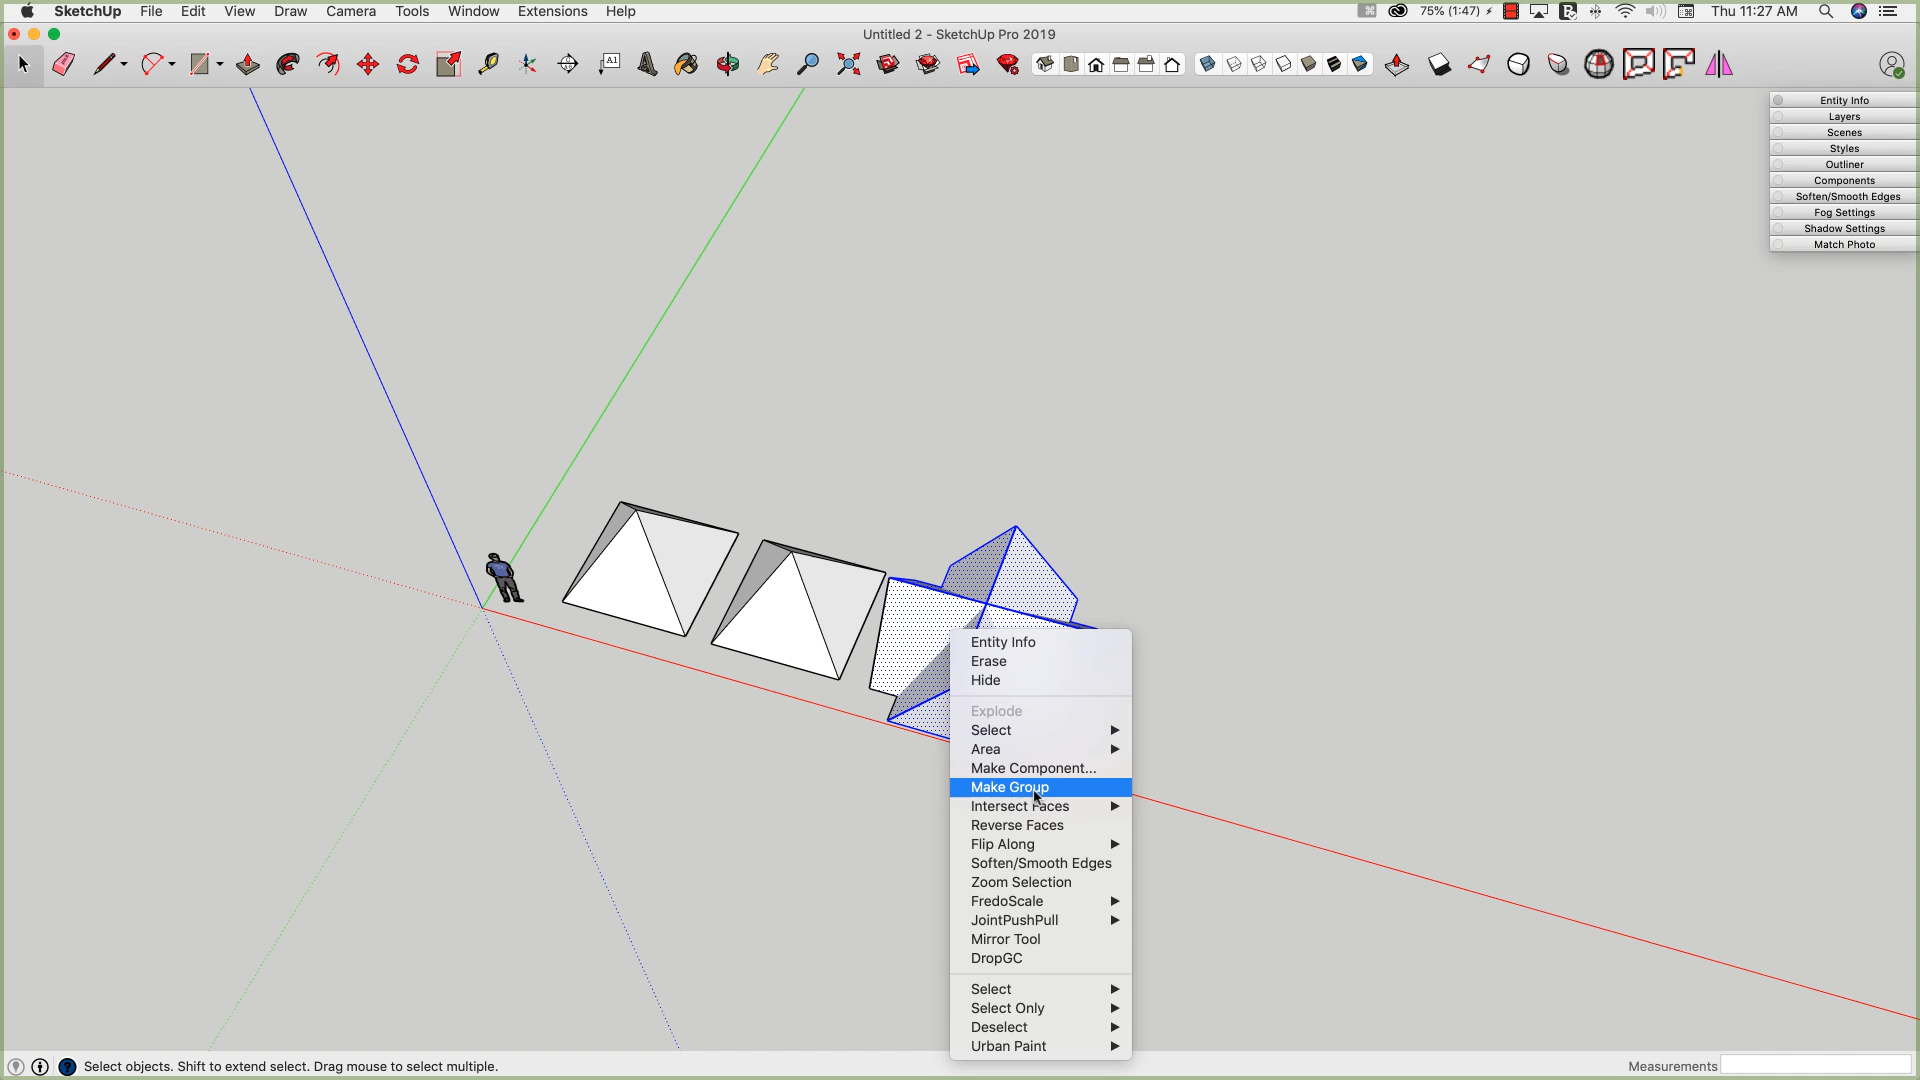 SketchUp File Edit View Draw Camera Tools Window Extensions Help 75% (1:47) Thu 11:27 AM
Untitled 2 - SketchUp Pro 2019
A1
Entity Info
Layers
Scenes
Styles
Outliner
Components
Soften/Smooth Edges
Fog Settings
Shadow Settings
Match Photo
Entity Info
Erase
Hide
Explode
Select
Area
Make Component...
Make Group
Intersect Faces
Reverse Faces
Flip Along
Soften/Smooth Edges
Zoom Selection
FredoScale
JointPushPull
Mirror Tool
DropGC
Select
Select Only
Deselect
Urban Paint
Select objects. Shift to extend select. Drag mouse to select multiple.
Measurements